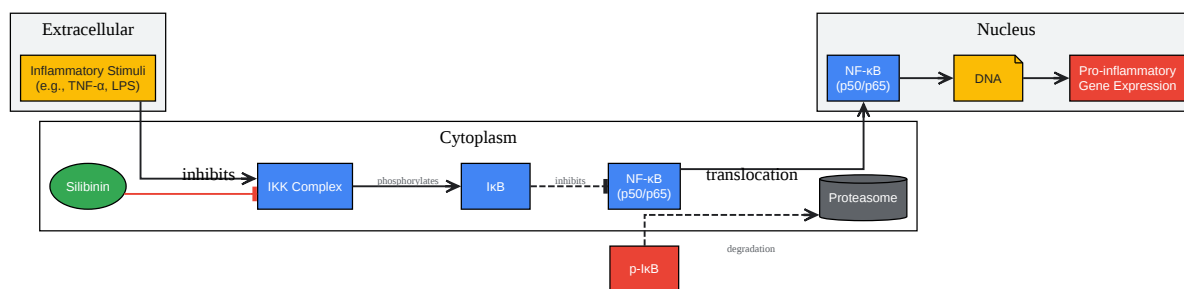 Extracellular
Inflammatory Stimuli
(e.g., TNF-α, LPS)
Nucleus
NF-κB
(p50/p65)
DNA
Pro-inflammatory
Gene Expression
Cytoplasm
Silibinin
inhibits
IKK Complex
phosphorylates
IκB
inhibits
NF-κB
(p50/p65)
translocation
Proteasome
p-IκB
degradation